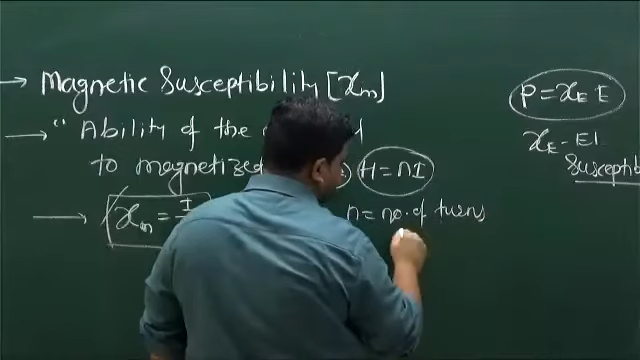 → Magnetic Susceptibility [χm]
→ " Ability of the
to magnetized
H = nI
→ χm = I
n = no. of turns
P = χE E
χE - El
Susceptib